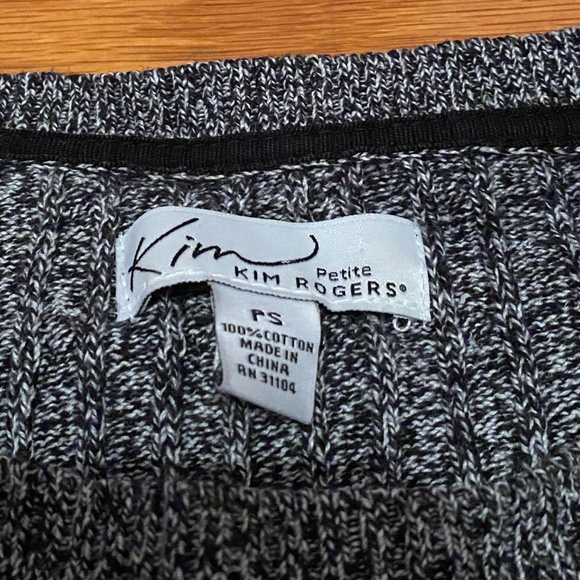 Kim
Petite
KIM ROGERS®
PS
100% COTTON
MADE IN
CHINA
RN 31104